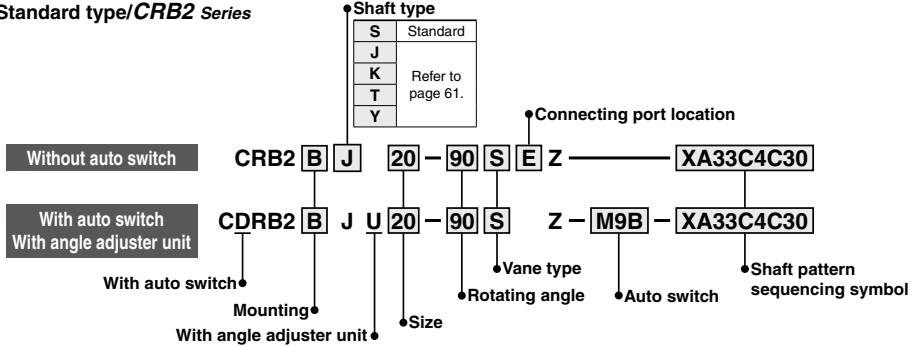 Standard type/CRB2 Series
Shaft type
S Standard
J
K
T
Y
Refer to
page 61.
Connecting port location
Without auto switch
CRB2 B J 20 – 90 S E Z – XA33C4C30
With auto switch
With angle adjuster unit
CDRB2 B J U 20 – 90 S Z – M9B – XA33C4C30
With auto switch
Mounting
With angle adjuster unit
Size
Rotating angle
Vane type
Auto switch
Shaft pattern
sequencing symbol